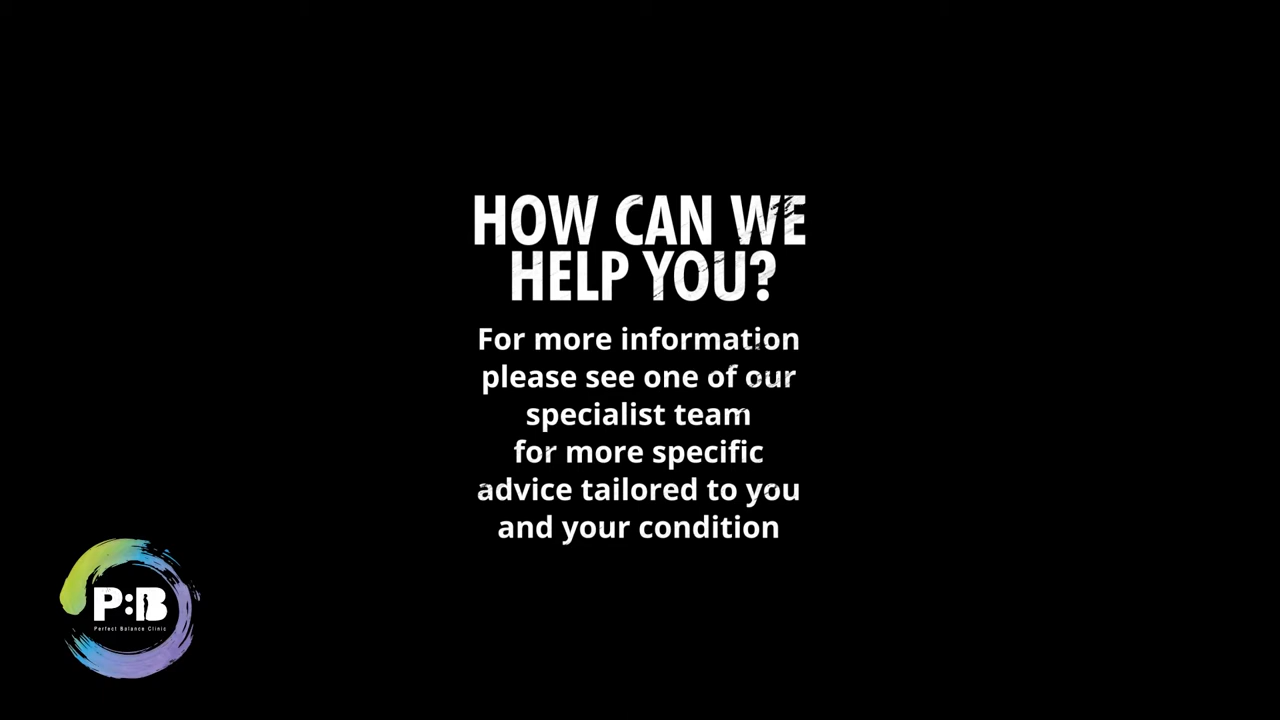 HOW CAN WE
HELP YOU?
For more information
please see one of our
specialist team
for more specific
advice tailored to you
and your condition
P:B
Perfect Balance Clinic